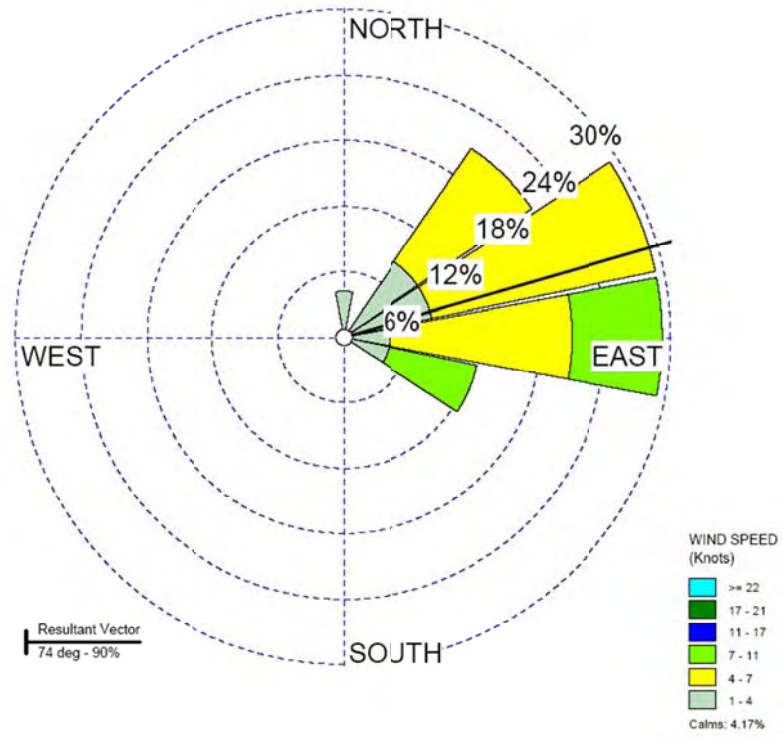 NORTH
30%
24%
18%
12%
6%
WEST
EAST
SOUTH
Resultant Vector
74 deg - 90%
WIND SPEED
(Knots)
>= 22
17 - 21
11 - 17
7 - 11
4 - 7
1 - 4
Calms: 4.17%